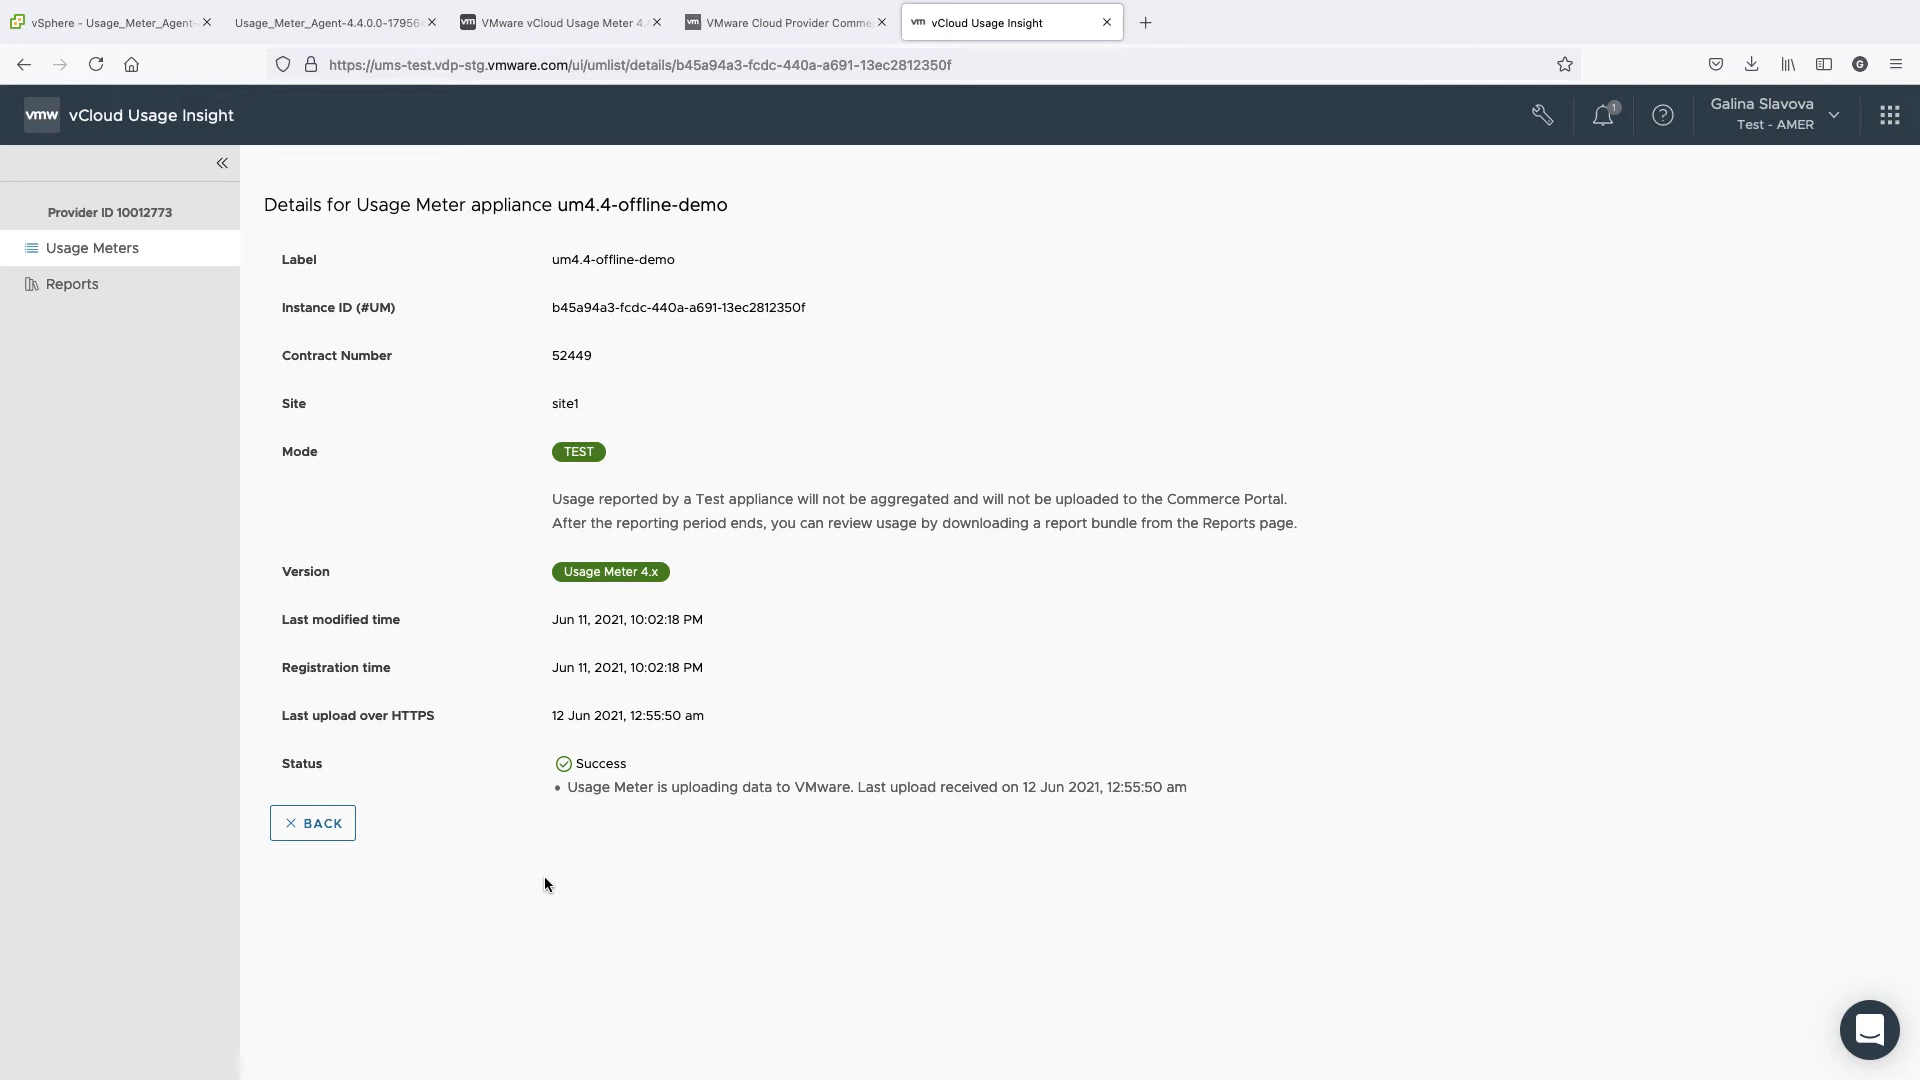 vSphere - Usage_Meter_Agent-
Usage_Meter_Agent-4.4.0.0-17956
vm VMware vCloud Usage Meter 4.
vm VMware Cloud Provider Comme
vm vCloud Usage Insight
https://ums-test.vdp-stg.vmware.com/ui/umlist/details/b45a94a3-fcdc-440a-a691-13ec2812350f
G
vmw vCloud Usage Insight
1
Galina Slavova
Test - AMER
Provider ID 10012773
Usage Meters
Reports
Details for Usage Meter appliance um4.4-offline-demo
Label um4.4-offline-demo
Instance ID (#UM) b45a94a3-fcdc-440a-a691-13ec2812350f
Contract Number 52449
Site site1
Mode TEST
Usage reported by a Test appliance will not be aggregated and will not be uploaded to the Commerce Portal.
After the reporting period ends, you can review usage by downloading a report bundle from the Reports page.
Version Usage Meter 4.x
Last modified time Jun 11, 2021, 10:02:18 PM
Registration time Jun 11, 2021, 10:02:18 PM
Last upload over HTTPS 12 Jun 2021, 12:55:50 am
Status Success
• Usage Meter is uploading data to VMware. Last upload received on 12 Jun 2021, 12:55:50 am
BACK